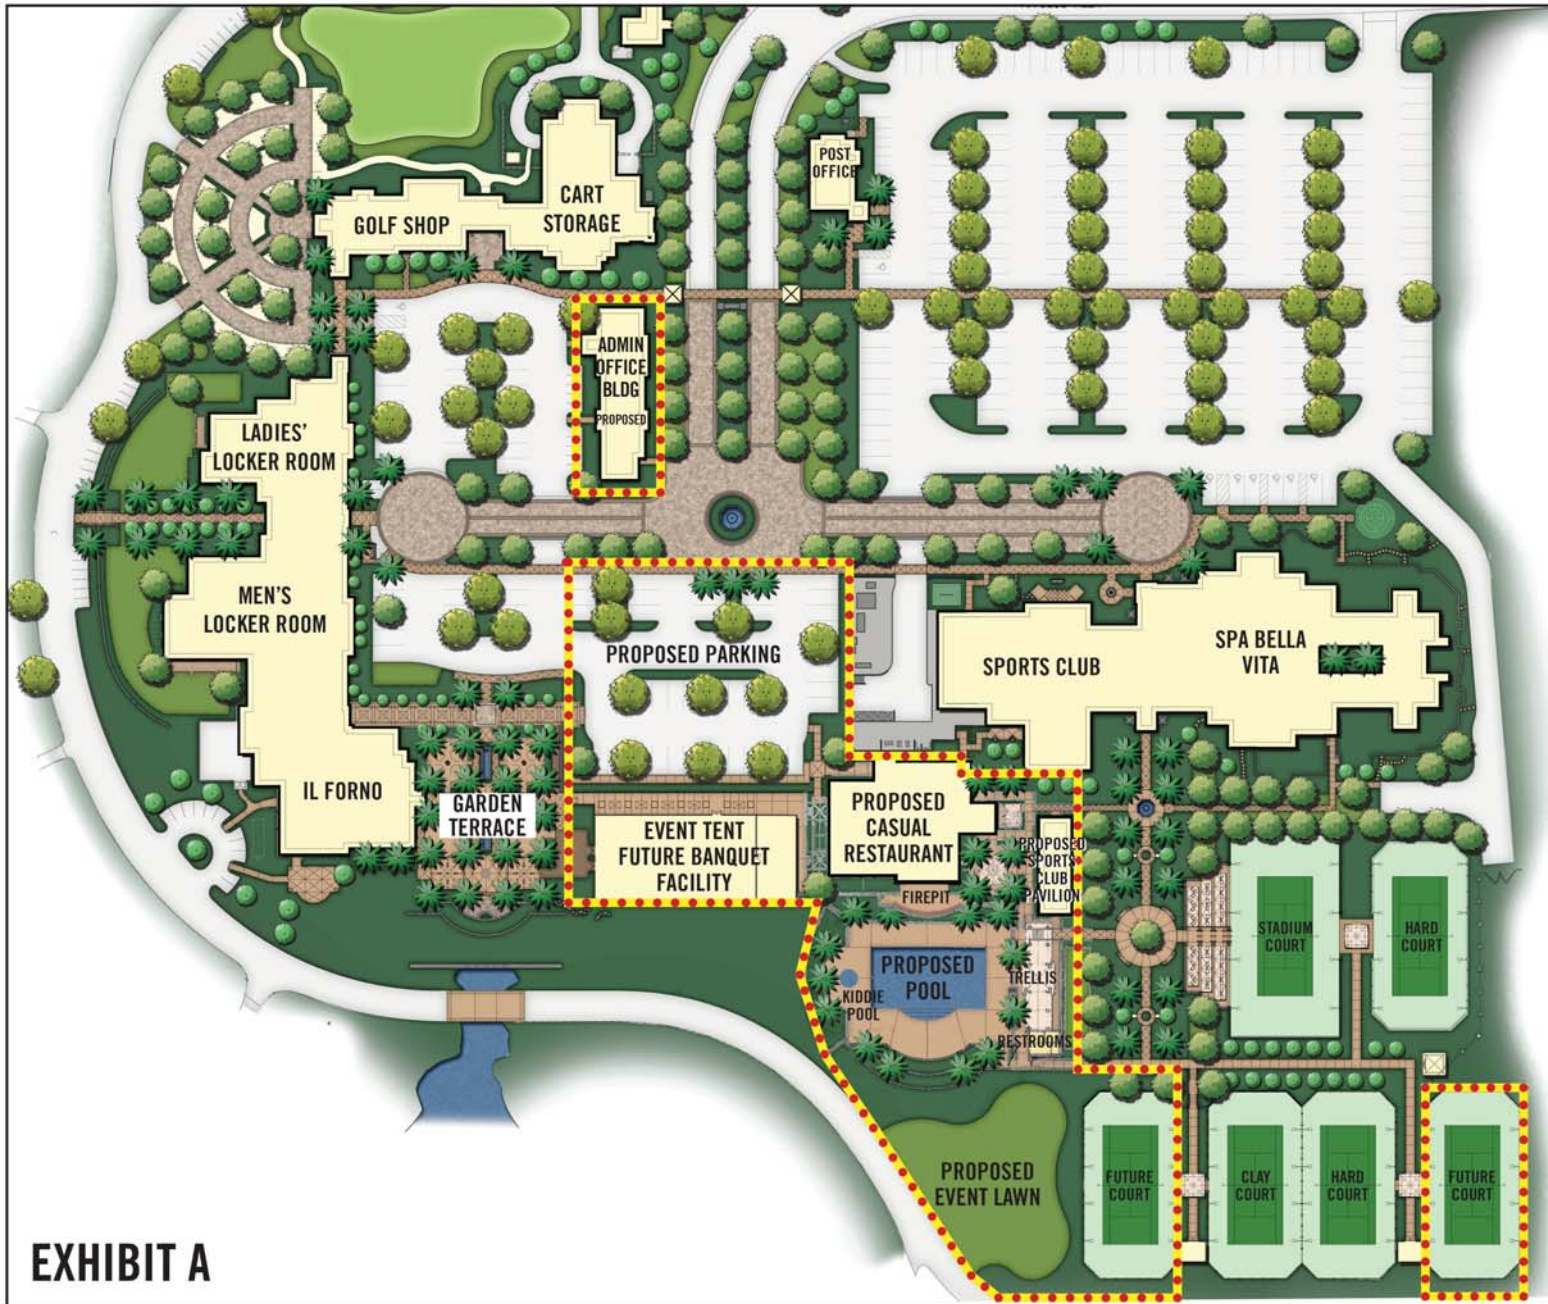 POST
OFFICE
CART
STORAGE
GOLF SHOP
ADMIN
OFFICE
BLDG
PROPOSED
LADIES'
LOCKER ROOM
MEN'S
LOCKER ROOM
PROPOSED PARKING
SPORTS CLUB
SPA BELLA
VITA
IL FORNO
GARDEN
TERRACE
EVENT TENT
FUTURE BANQUET
FACILITY
PROPOSED
CASUAL
RESTAURANT
PROPOSED
SPORTS
CLUB
PAVILION
FIREPIT
STADIUM
COURT
HARD
COURT
PROPOSED
POOL
KIDDIE
POOL
TRELLIS
RESTROOMS
PROPOSED
EVENT LAWN
FUTURE
COURT
CLAY
COURT
HARD
COURT
FUTURE
COURT
EXHIBIT A